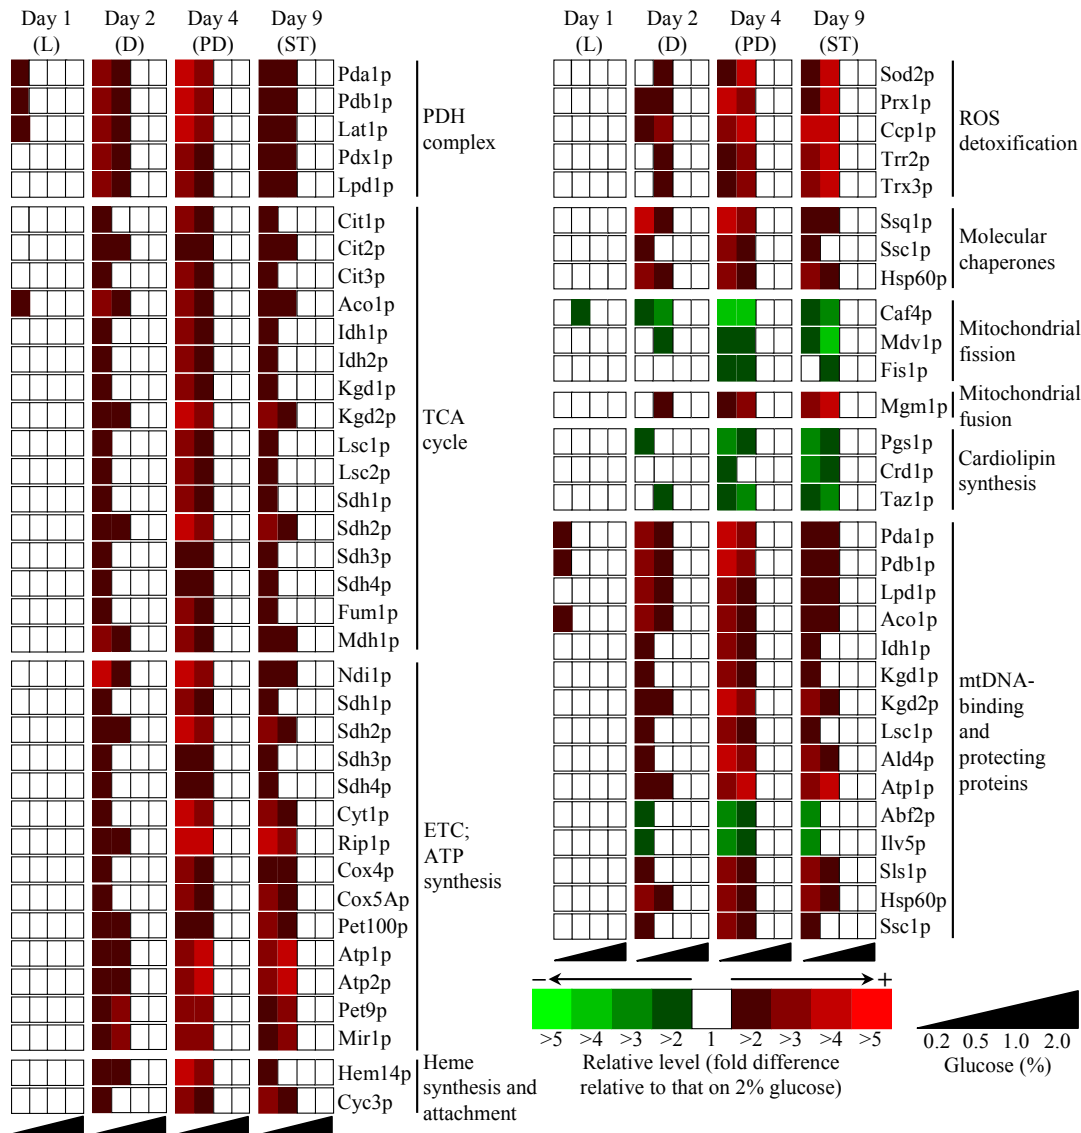 Day 1 Day 2 Day 4 Day 9
(L) (D) (PD) (ST)
Pda1p
Pdb1p
Lat1p
Pdx1p
Lpd1p
PDH
complex
Cit1p
Cit2p
Cit3p
Aco1p
Idh1p
Idh2p
Kgd1p
Kgd2p
Lsc1p
Lsc2p
Sdh1p
Sdh2p
Sdh3p
Sdh4p
Fum1p
Mdh1p
TCA
cycle
Ndi1p
Sdh1p
Sdh2p
Sdh3p
Sdh4p
Cyt1p
Rip1p
Cox4p
Cox5Ap
Pet100p
Atp1p
Atp2p
Pet9p
Mir1p
ETC;
ATP
synthesis
Hem14p
Cyc3p
Heme
synthesis and
attachment
Day 1 Day 2 Day 4 Day 9
(L) (D) (PD) (ST)
Sod2p
Prx1p
Ccp1p
Trr2p
Trx3p
ROS
detoxification
Ssq1p
Ssc1p
Hsp60p
Molecular
chaperones
Caf4p
Mdv1p
Fis1p
Mitochondrial
fission
Mgm1p
Mitochondrial
fusion
Pgs1p
Crd1p
Taz1p
Cardiolipin
synthesis
Pda1p
Pdb1p
Lpd1p
Aco1p
Idh1p
Kgd1p
Kgd2p
Lsc1p
Ald4p
Atp1p
Abf2p
Ilv5p
Sls1p
Hsp60p
Ssc1p
mtDNA-
binding
and
protecting
proteins
− +
>5 >4 >3 >2 1 >2 >3 >4 >5
Relative level (fold difference
relative to that on 2% glucose)
0.2 0.5 1.0 2.0
Glucose (%)